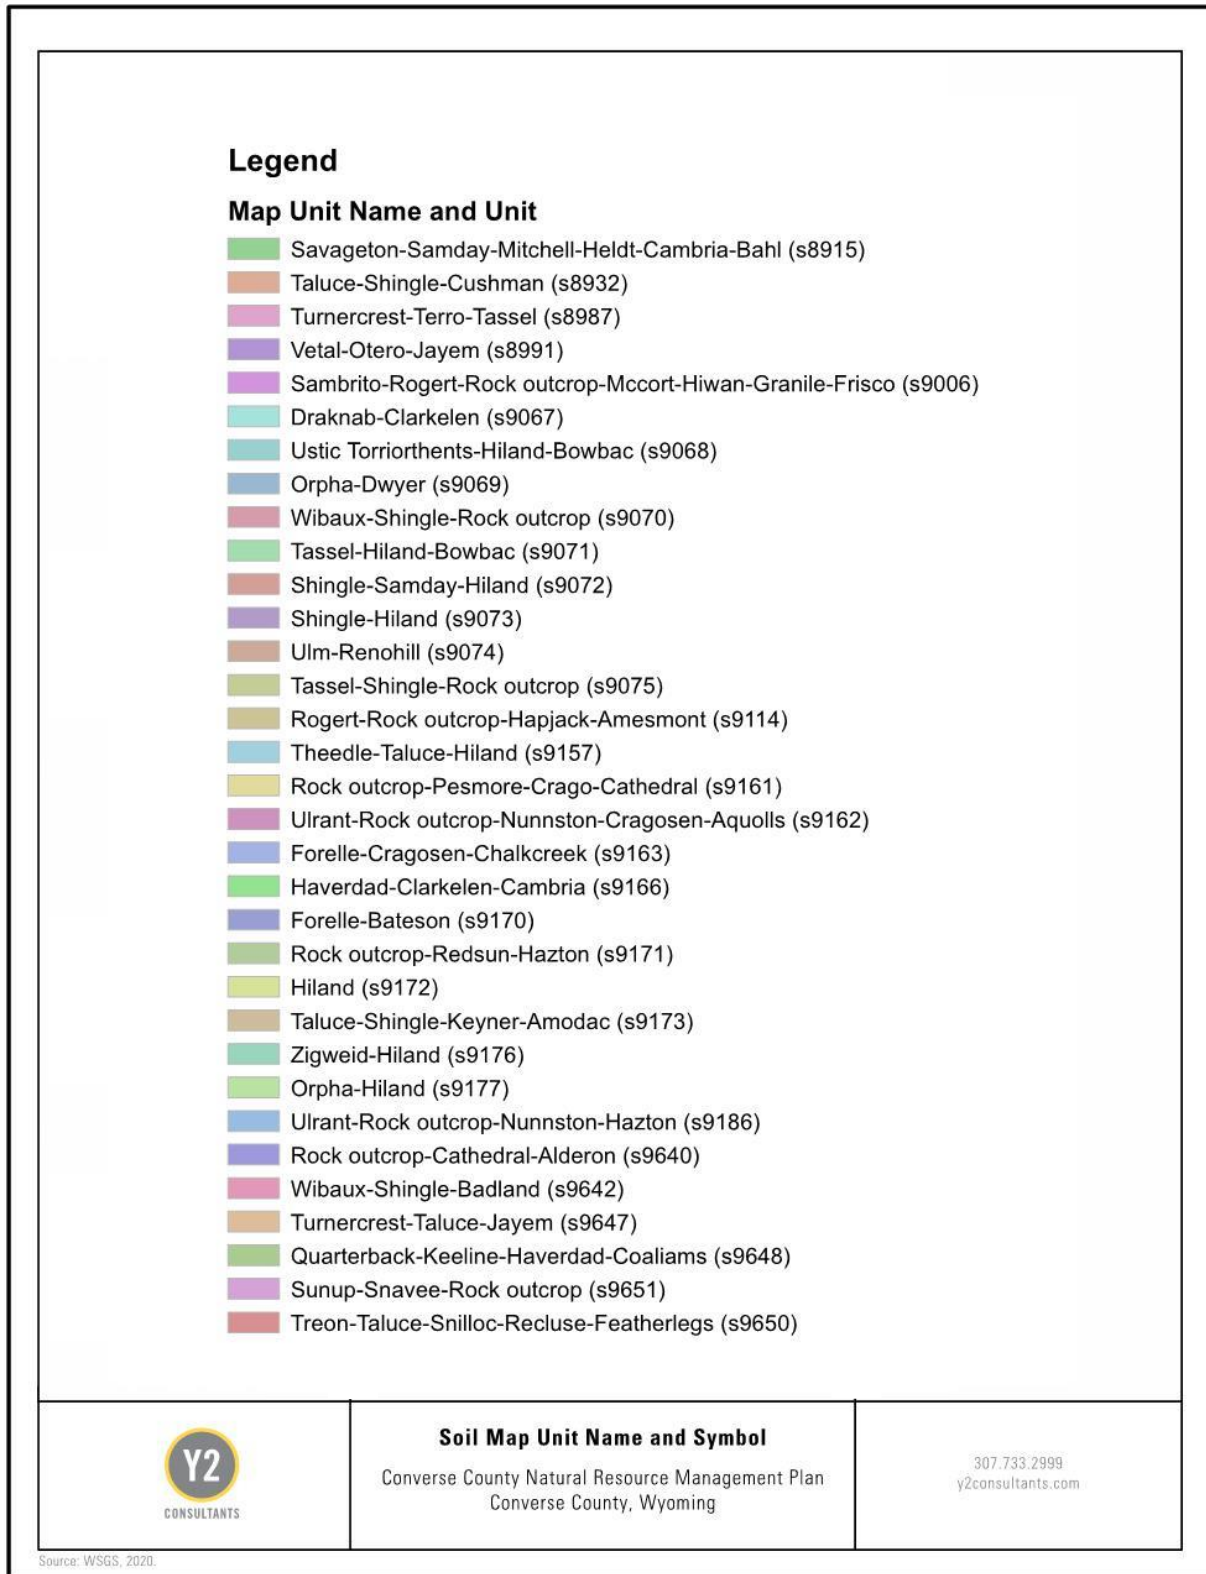 Legend
Map Unit Name and Unit
Savageton-Samday-Mitchell-Heldt-Cambria-Bahl (s8915)
Taluce-Shingle-Cushman (s8932)
Turnercrest-Terro-Tassel (s8987)
Vetal-Otero-Jayem (s8991)
Sambrito-Rogert-Rock outcrop-Mccort-Hiwan-Granile-Frisco (s9006)
Draknab-Clarkelen (s9067)
Ustic Torriorthents-Hiland-Bowbac (s9068)
Orpha-Dwyer (s9069)
Wibaux-Shingle-Rock outcrop (s9070)
Tassel-Hiland-Bowbac (s9071)
Shingle-Samday-Hiland (s9072)
Shingle-Hiland (s9073)
Ulm-Renohill (s9074)
Tassel-Shingle-Rock outcrop (s9075)
Rogert-Rock outcrop-Hapjack-Amesmont (s9114)
Theedle-Taluce-Hiland (s9157)
Rock outcrop-Pesmore-Crago-Cathedral (s9161)
Ulrant-Rock outcrop-Nunnston-Cragosen-Aquolls (s9162)
Forelle-Cragosen-Chalkcreek (s9163)
Haverdad-Clarkelen-Cambria (s9166)
Forelle-Bateson (s9170)
Rock outcrop-Redsun-Hazton (s9171)
Hiland (s9172)
Taluce-Shingle-Keyner-Amodac (s9173)
Zigweid-Hiland (s9176)
Orpha-Hiland (s9177)
Ulrant-Rock outcrop-Nunnston-Hazton (s9186)
Rock outcrop-Cathedral-Alderon (s9640)
Wibaux-Shingle-Badland (s9642)
Turnercrest-Taluce-Jayem (s9647)
Quarterback-Keeline-Haverdad-Coaliams (s9648)
Sunup-Snavee-Rock outcrop (s9651)
Treon-Taluce-Snilloc-Recluse-Featherlegs (s9650)
Y2
CONSULTANTS
Soil Map Unit Name and Symbol
Converse County Natural Resource Management Plan
Converse County, Wyoming
307.733.2999
y2consultants.com
Source: WSGS, 2020.